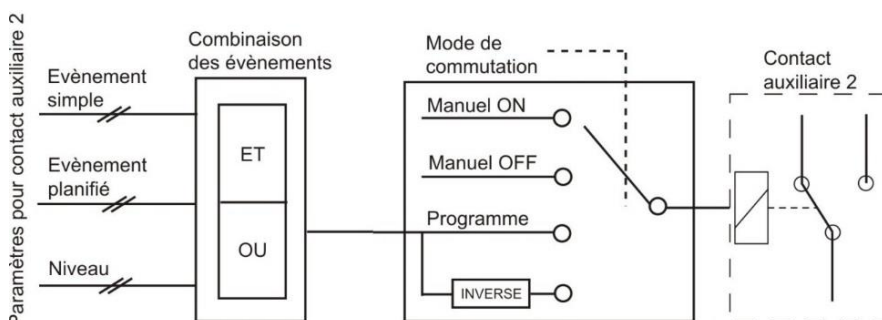 Paramètres pour contact auxiliaire 2
Evènement
simple
Evènement
planifié
Niveau
Combinaison
des évènements
ET
OU
Mode de
commutation
Manuel ON
Manuel OFF
Programme
INVERSE
Contact
auxiliaire 2